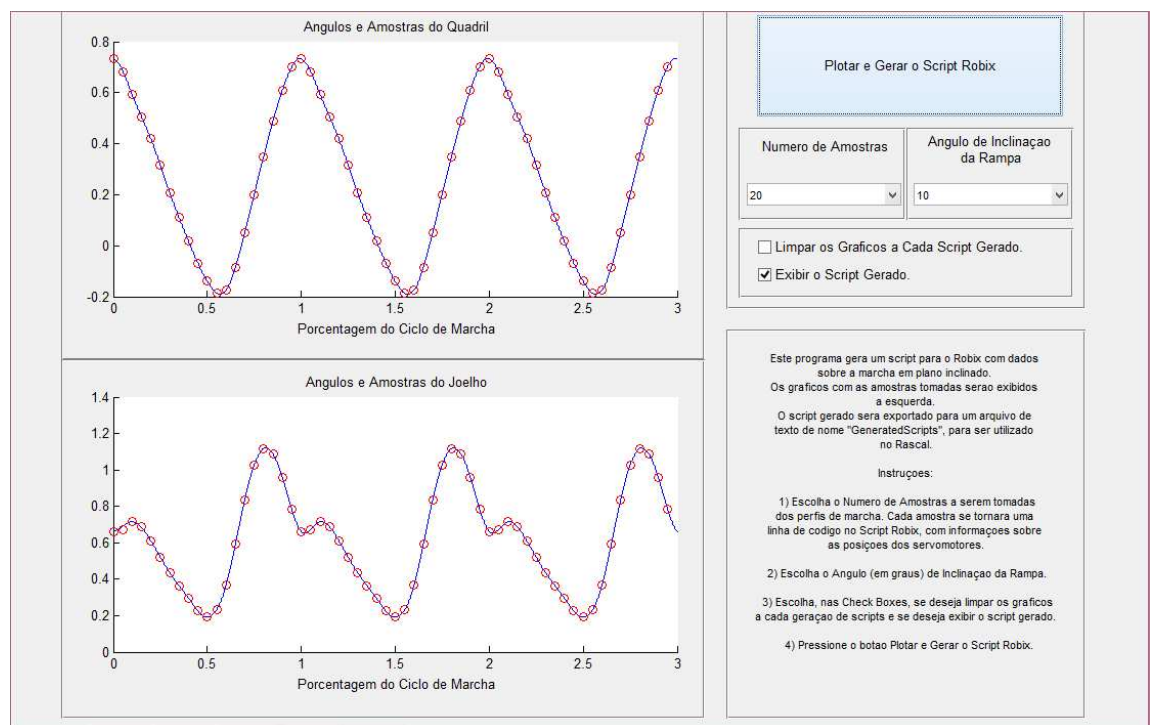 Angulos e Amostras do Quadril
0.8
0.6
0.4
0.2
0
-0.2
0
0.5
1
1.5
2
2.5
3
Porcentagem do Ciclo de Marcha
Angulos e Amostras do Joelho
1.4
1.2
1
0.8
0.6
0.4
0.2
0
0
0.5
1
1.5
2
2.5
3
Porcentagem do Ciclo de Marcha
Plotar e Gerar o Script Robix
Numero de Amostras
20
Angulo de Inclinaçao
da Rampa
10
Limpar os Graficos a Cada Script Gerado.
Exibir o Script Gerado.
Este programa gera um script para o Robix com dados
sobre a marcha em plano inclinado.
Os graficos com as amostras tomadas serao exibidos
a esquerda.
O script gerado sera exportado para um arquivo de
texto de nome "GeneratedScripts", para ser utilizado
no Rascal.
Instruçoes:
1) Escolha o Numero de Amostras a serem tomadas
dos perfis de marcha. Cada amostra se tornara uma
linha de codigo no Script Robix, com informaçoes sobre
as posiçoes dos servomotores.
2) Escolha o Angulo (em graus) de Inclinaçao da Rampa.
3) Escolha, nas Check Boxes, se deseja limpar os graficos
a cada geraçao de scripts e se deseja exibir o script gerado.
4) Pressione o botao Plotar e Gerar o Script Robix.